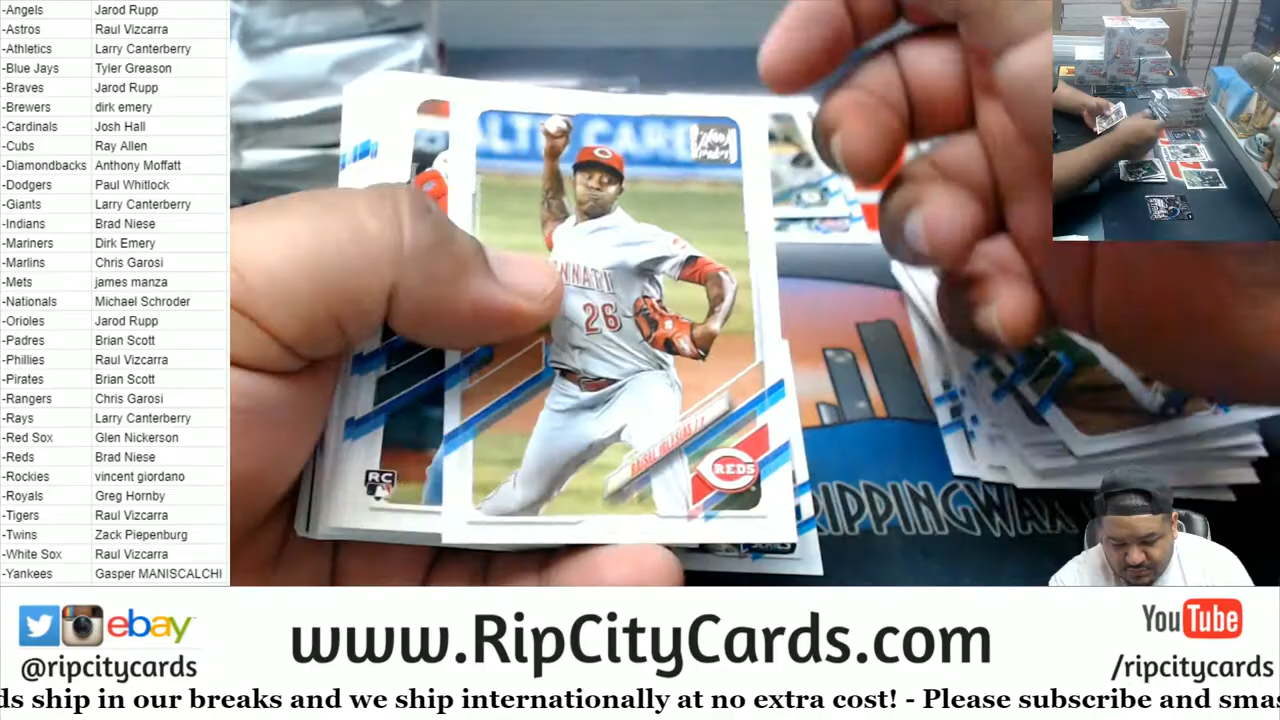 -Angels Jarod Rupp
-Astros Raul Vizcarra
-Athletics Larry Canterberry
-Blue Jays Tyler Greason
-Braves Jarod Rupp
-Brewers dirk emery
-Cardinals Josh Hall
-Cubs Ray Allen
-Diamondbacks Anthony Moffatt
-Dodgers Paul Whitlock
-Giants Larry Canterberry
-Indians Brad Niese
-Mariners Dirk Emery
-Marlins Chris Garosi
-Mets james manza
-Nationals Michael Schroder
-Orioles Jarod Rupp
-Padres Brian Scott
-Phillies Raul Vizcarra
-Pirates Brian Scott
-Rangers Chris Garosi
-Rays Larry Canterberry
-Red Sox Glen Nickerson
-Reds Brad Niese
-Rockies vincent giordano
-Royals Greg Hornby
-Tigers Raul Vizcarra
-Twins Zack Piepenburg
-White Sox Raul Vizcarra
-Yankees Gasper MANISCALCHI
CARE
26
REDS
RC
RIPPINGWAX
ebay
@ripcitycards
www.RipCityCards.com
YouTube
/ripcitycards
ds ship in our breaks and we ship internationally at no extra cost! - Please subscribe and smas